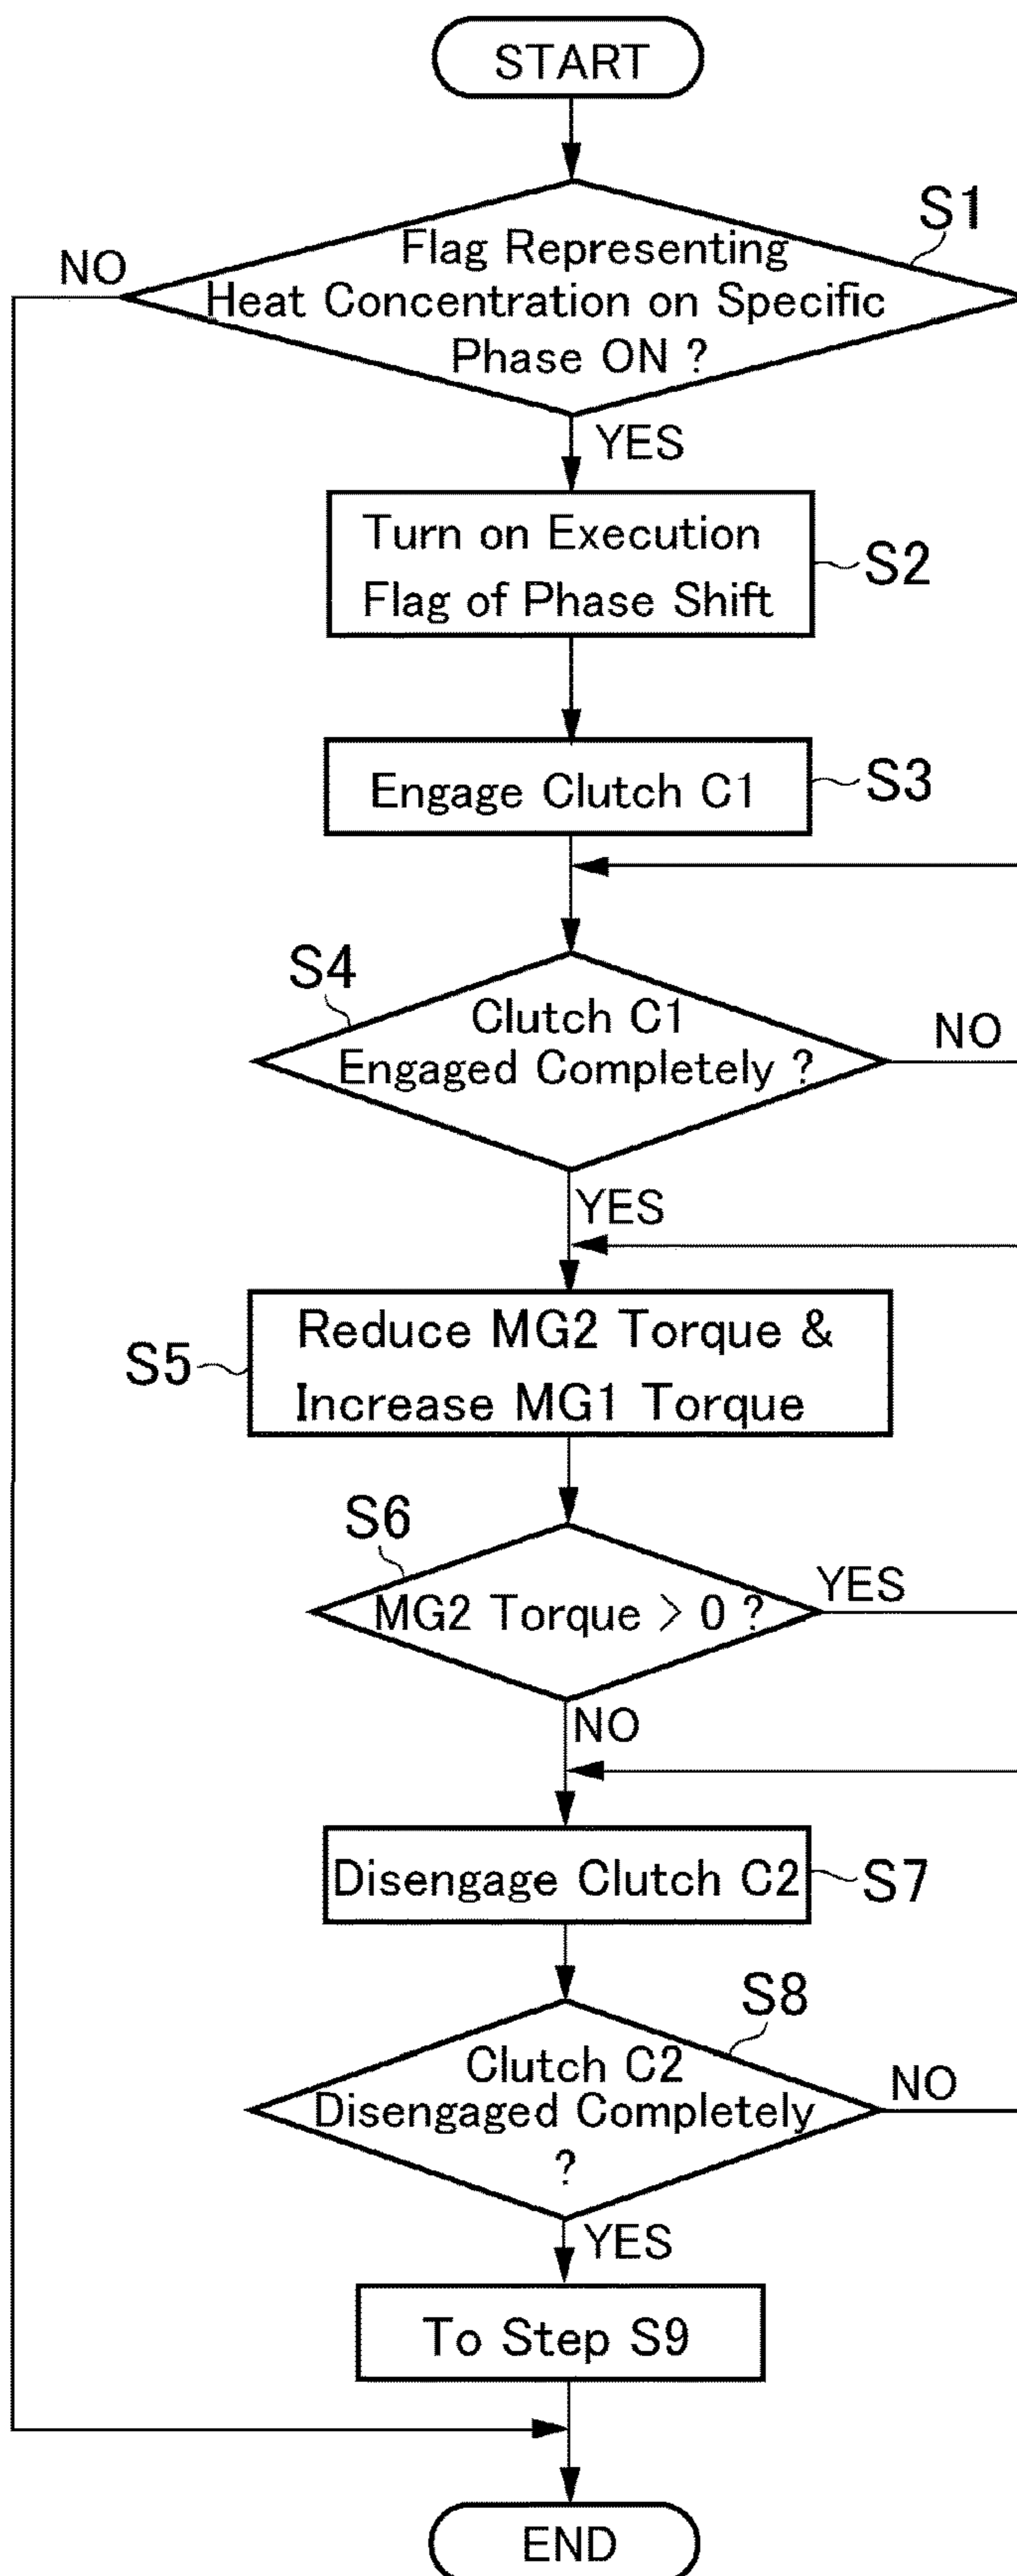 START
S1
NO
Flag Representing
Heat Concentration on Specific
Phase ON ?
YES
Turn on Execution
Flag of Phase Shift
S2
Engage Clutch C1
S3
S4
Clutch C1
Engaged Completely ?
NO
YES
Reduce MG2 Torque &
Increase MG1 Torque
S5
S6
MG2 Torque > 0 ?
YES
NO
Disengage Clutch C2
S7
S8
Clutch C2
Disengaged Completely
?
NO
YES
To Step S9
END